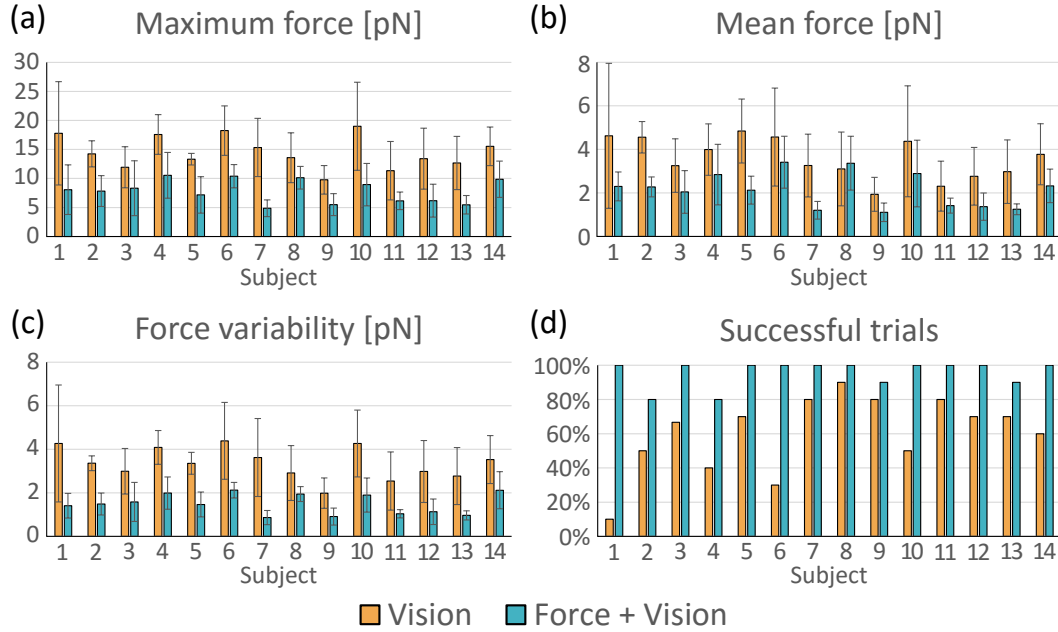 (a) Maximum force [pN]
30
25
20
15
10
5
0
1 2 3 4 5 6 7 8 9 10 11 12 13 14
Subject
(b) Mean force [pN]
8
6
4
2
0
1 2 3 4 5 6 7 8 9 10 11 12 13 14
Subject
(c) Force variability [pN]
8
6
4
2
0
1 2 3 4 5 6 7 8 9 10 11 12 13 14
Subject
(d) Successful trials
100%
80%
60%
40%
20%
0%
1 2 3 4 5 6 7 8 9 10 11 12 13 14
Subject
Vision Force + Vision